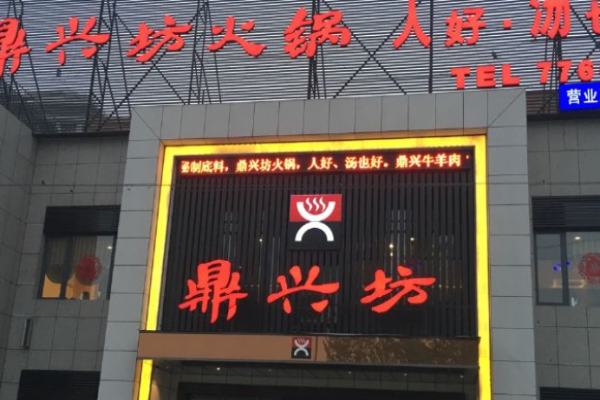 鼎兴坊火锅 人好·汤也
TEL 776
营业
制底料，鼎兴坊火锅，人好、汤也好。鼎兴牛羊肉
鼎兴坊